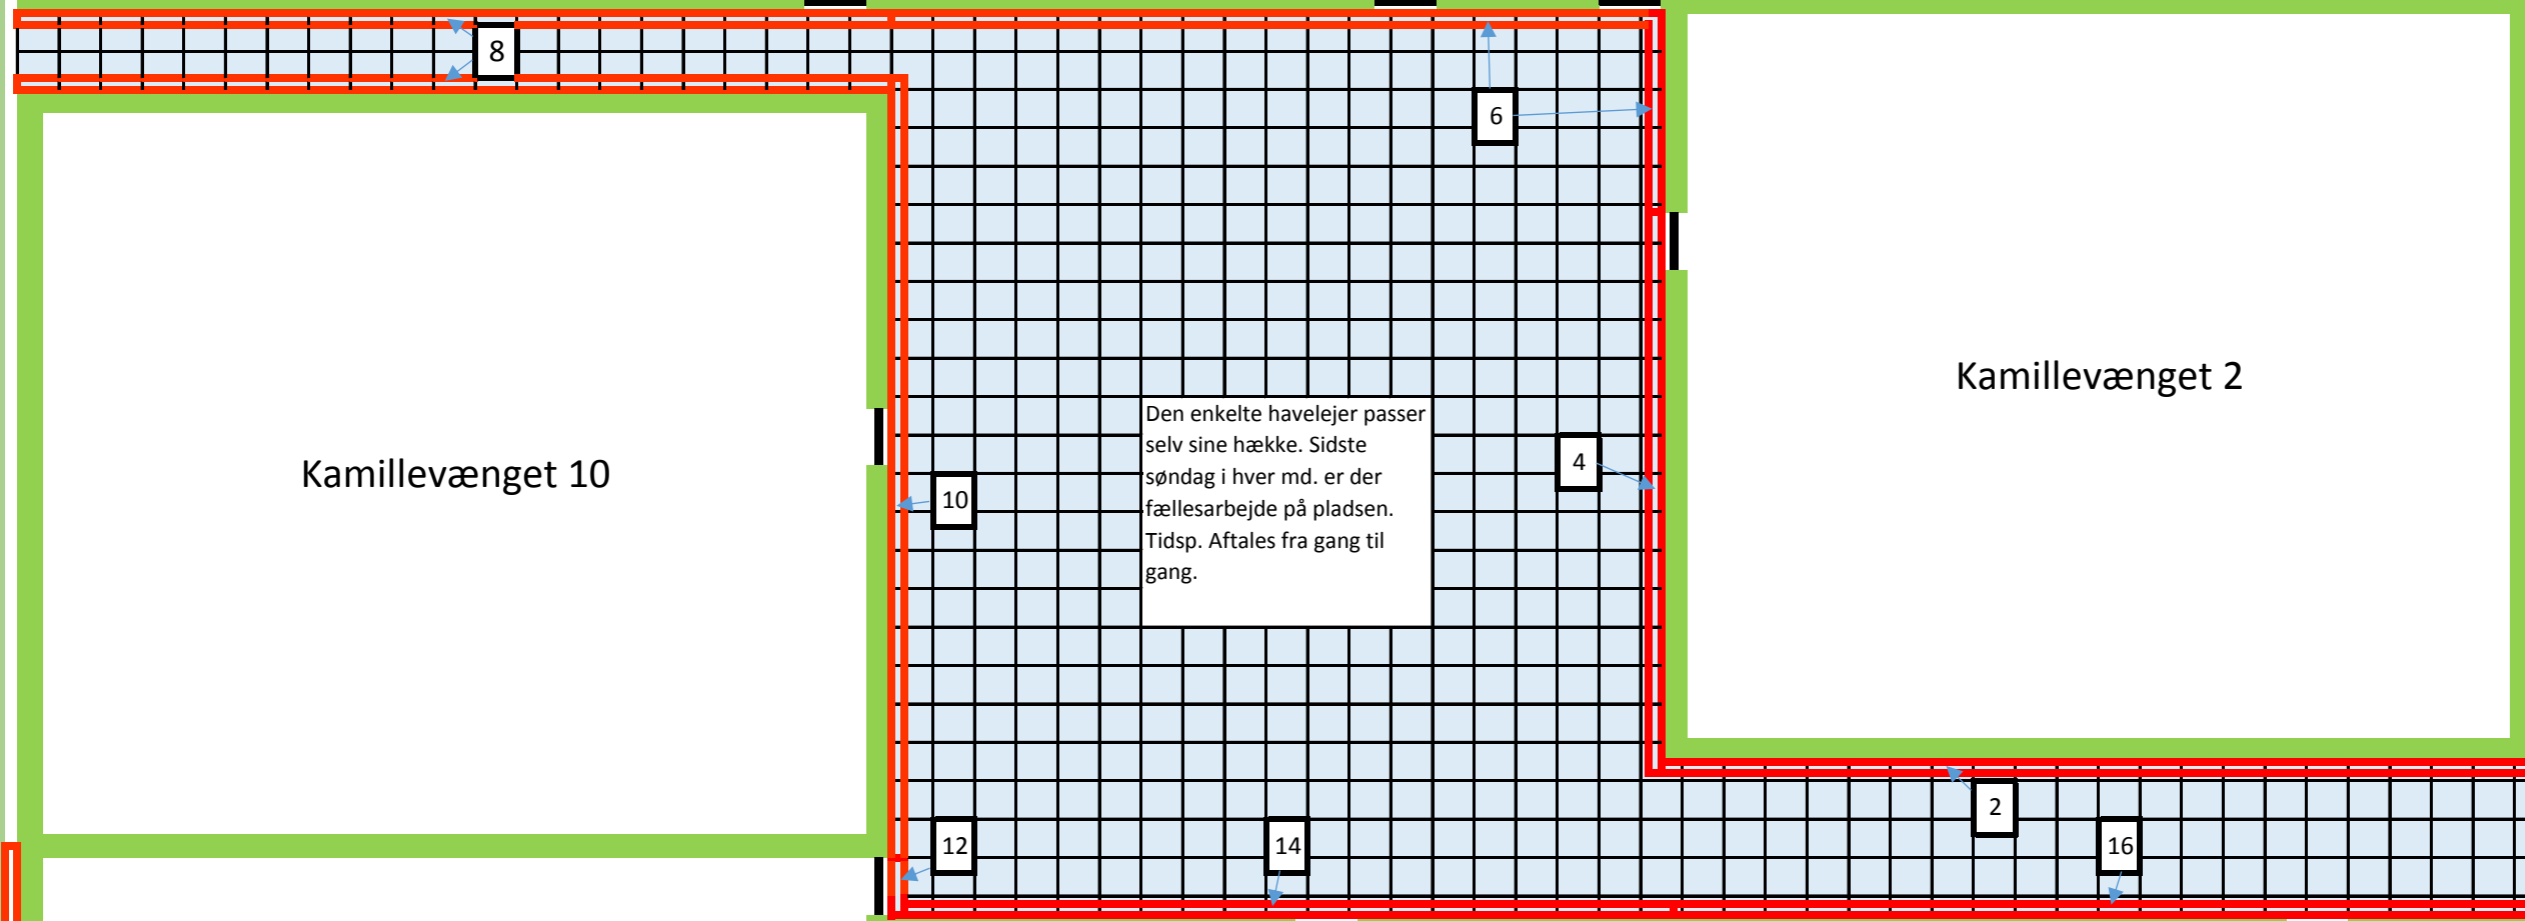 8
6
Kamillevænget 2
Kamillevænget 10
Den enkelte havelejer passer
selv sine hække. Sidste
søndag i hver md. er der
fællesarbejde på pladsen.
Tidsp. Aftales fra gang til
gang.
4
10
2
12
14
16